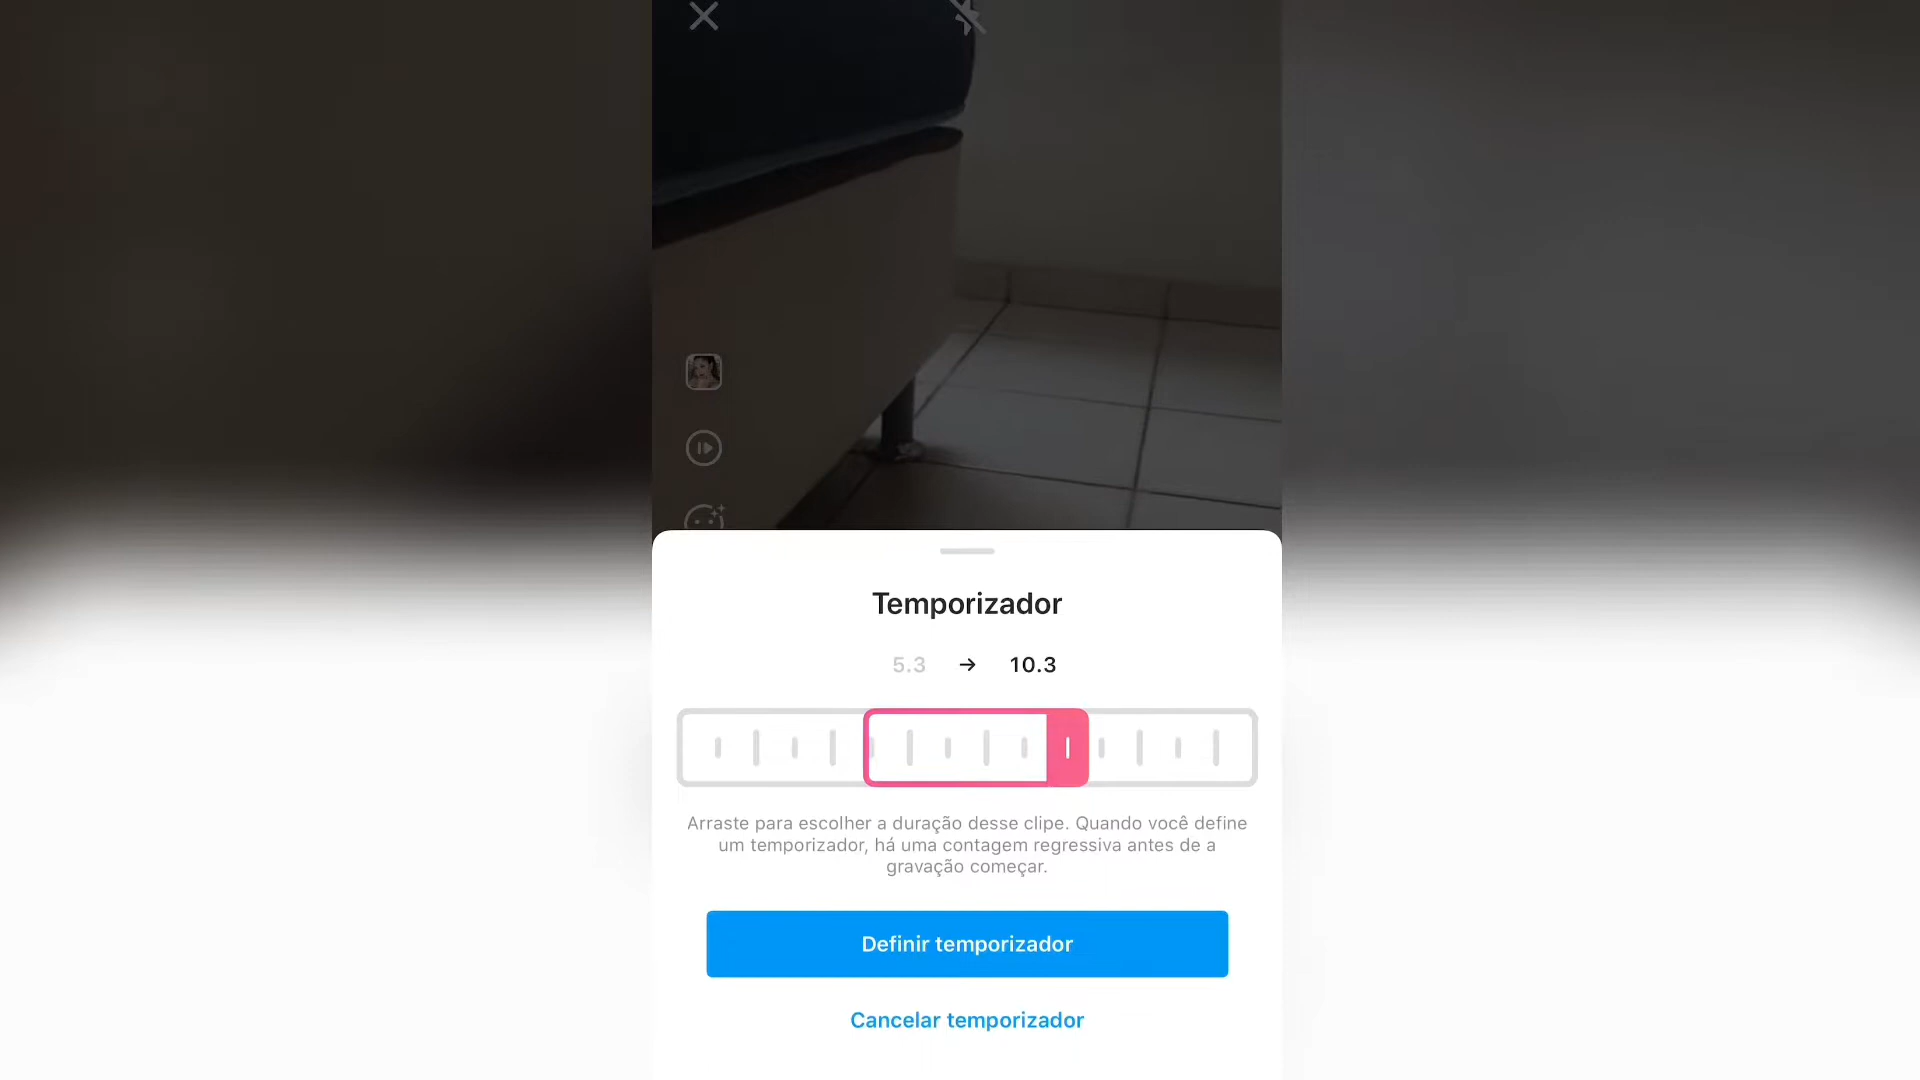 Temporizador
5.3 → 10.3
Arraste para escolher a duração desse clipe. Quando você define
um temporizador, há uma contagem regressiva antes de a
gravação começar.
Definir temporizador
Cancelar temporizador